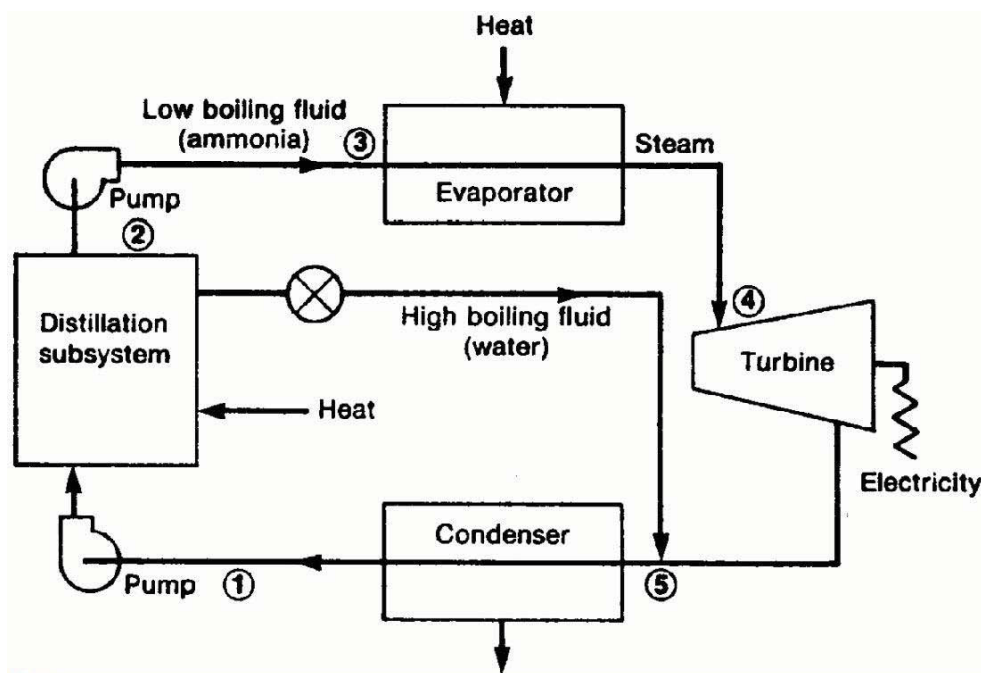 Heat
Low boiling fluid
(ammonia)
③
Steam
Evaporator
Pump
②
④
Distillation
subsystem
High boiling fluid
(water)
Turbine
Heat
Electricity
Condenser
Pump
①
⑤